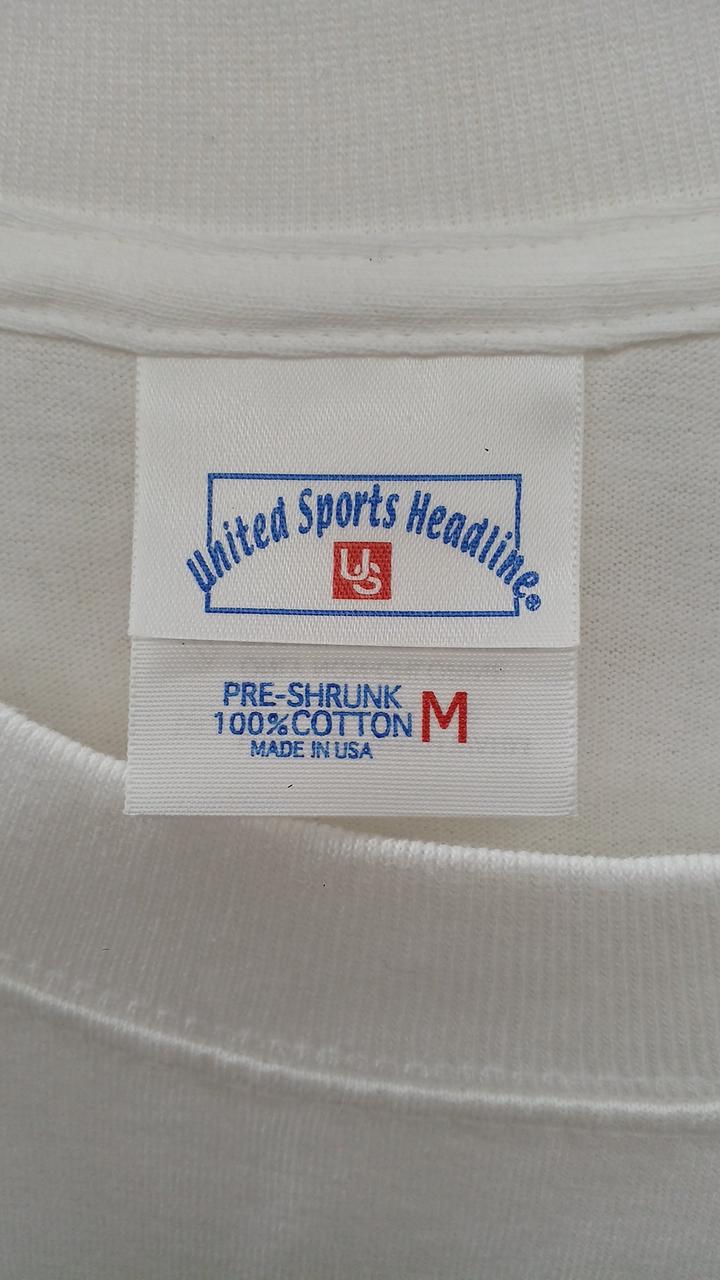 United Sports Headline®
US
PRE-SHRUNK
100% COTTON M
MADE IN USA